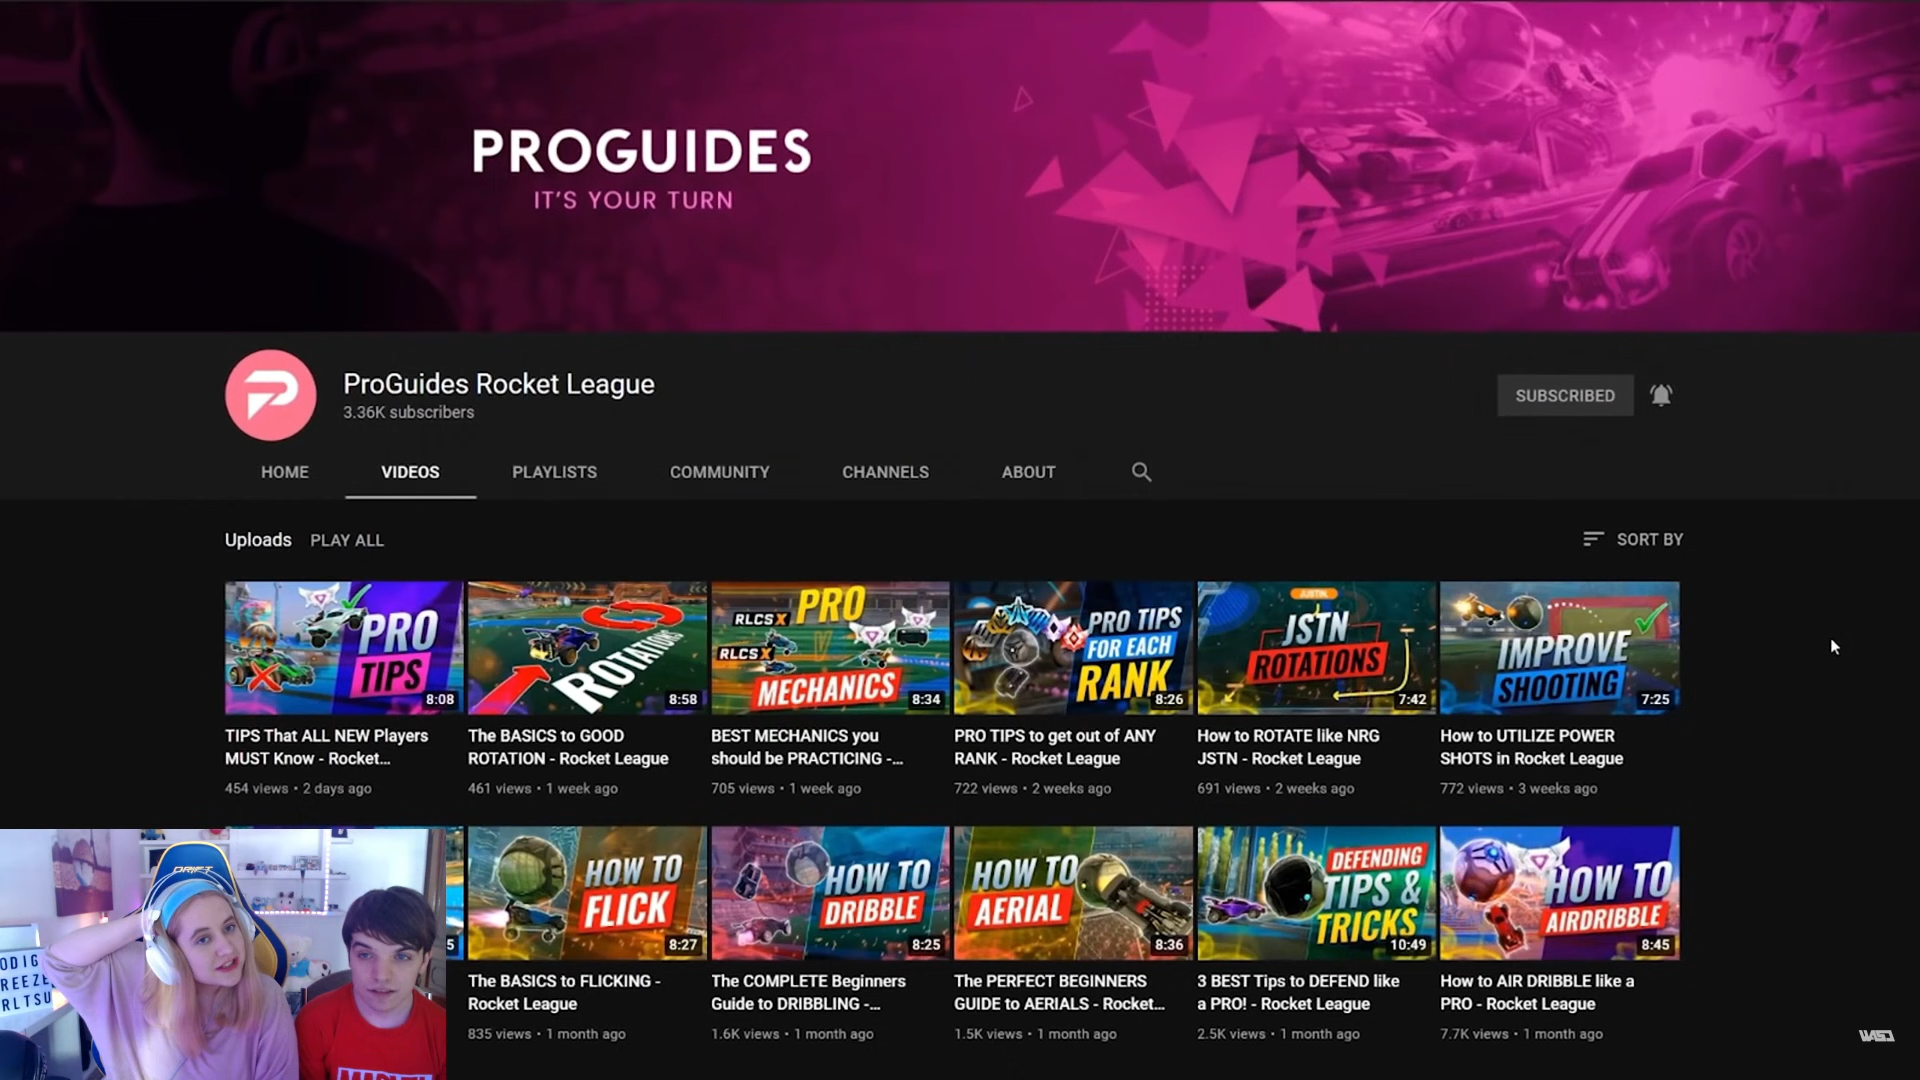 PROGUIDES
IT'S YOUR TURN
ProGuides Rocket League
3.36K subscribers
SUBSCRIBED
HOME VIDEOS PLAYLISTS COMMUNITY CHANNELS ABOUT
Uploads PLAY ALL
SORT BY
PRO
TIPS
8:08
ROTATIONS
8:58
RLCSX PRO
RLCSX
MECHANICS
8:34
PRO TIPS
FOR EACH
RANK
8:26
JUSTIN.
JSTN
ROTATIONS
7:42
IMPROVE
SHOOTING
7:25
TIPS That ALL NEW Players
MUST Know - Rocket...
454 views • 2 days ago
The BASICS to GOOD
ROTATION - Rocket League
461 views • 1 week ago
BEST MECHANICS you
should be PRACTICING -...
705 views • 1 week ago
PRO TIPS to get out of ANY
RANK - Rocket League
722 views • 2 weeks ago
How to ROTATE like NRG
JSTN - Rocket League
691 views • 2 weeks ago
How to UTILIZE POWER
SHOTS in Rocket League
772 views • 3 weeks ago
5
HOW TO
FLICK
8:27
HOW TO
DRIBBLE
8:25
HOW TO
AERIAL
8:36
DEFENDING
TIPS &
TRICKS
10:49
HOW TO
AIRDRIBBLE
8:45
The BASICS to FLICKING -
Rocket League
835 views • 1 month ago
The COMPLETE Beginners
Guide to DRIBBLING -...
1.6K views • 1 month ago
The PERFECT BEGINNERS
GUIDE to AERIALS - Rocket...
1.5K views • 1 month ago
3 BEST Tips to DEFEND like
a PRO! - Rocket League
2.5K views • 1 month ago
How to AIR DRIBBLE like a
PRO - Rocket League
7.7K views • 1 month ago
DRIFT
ODIG
REEZE
RLTSU
WASD